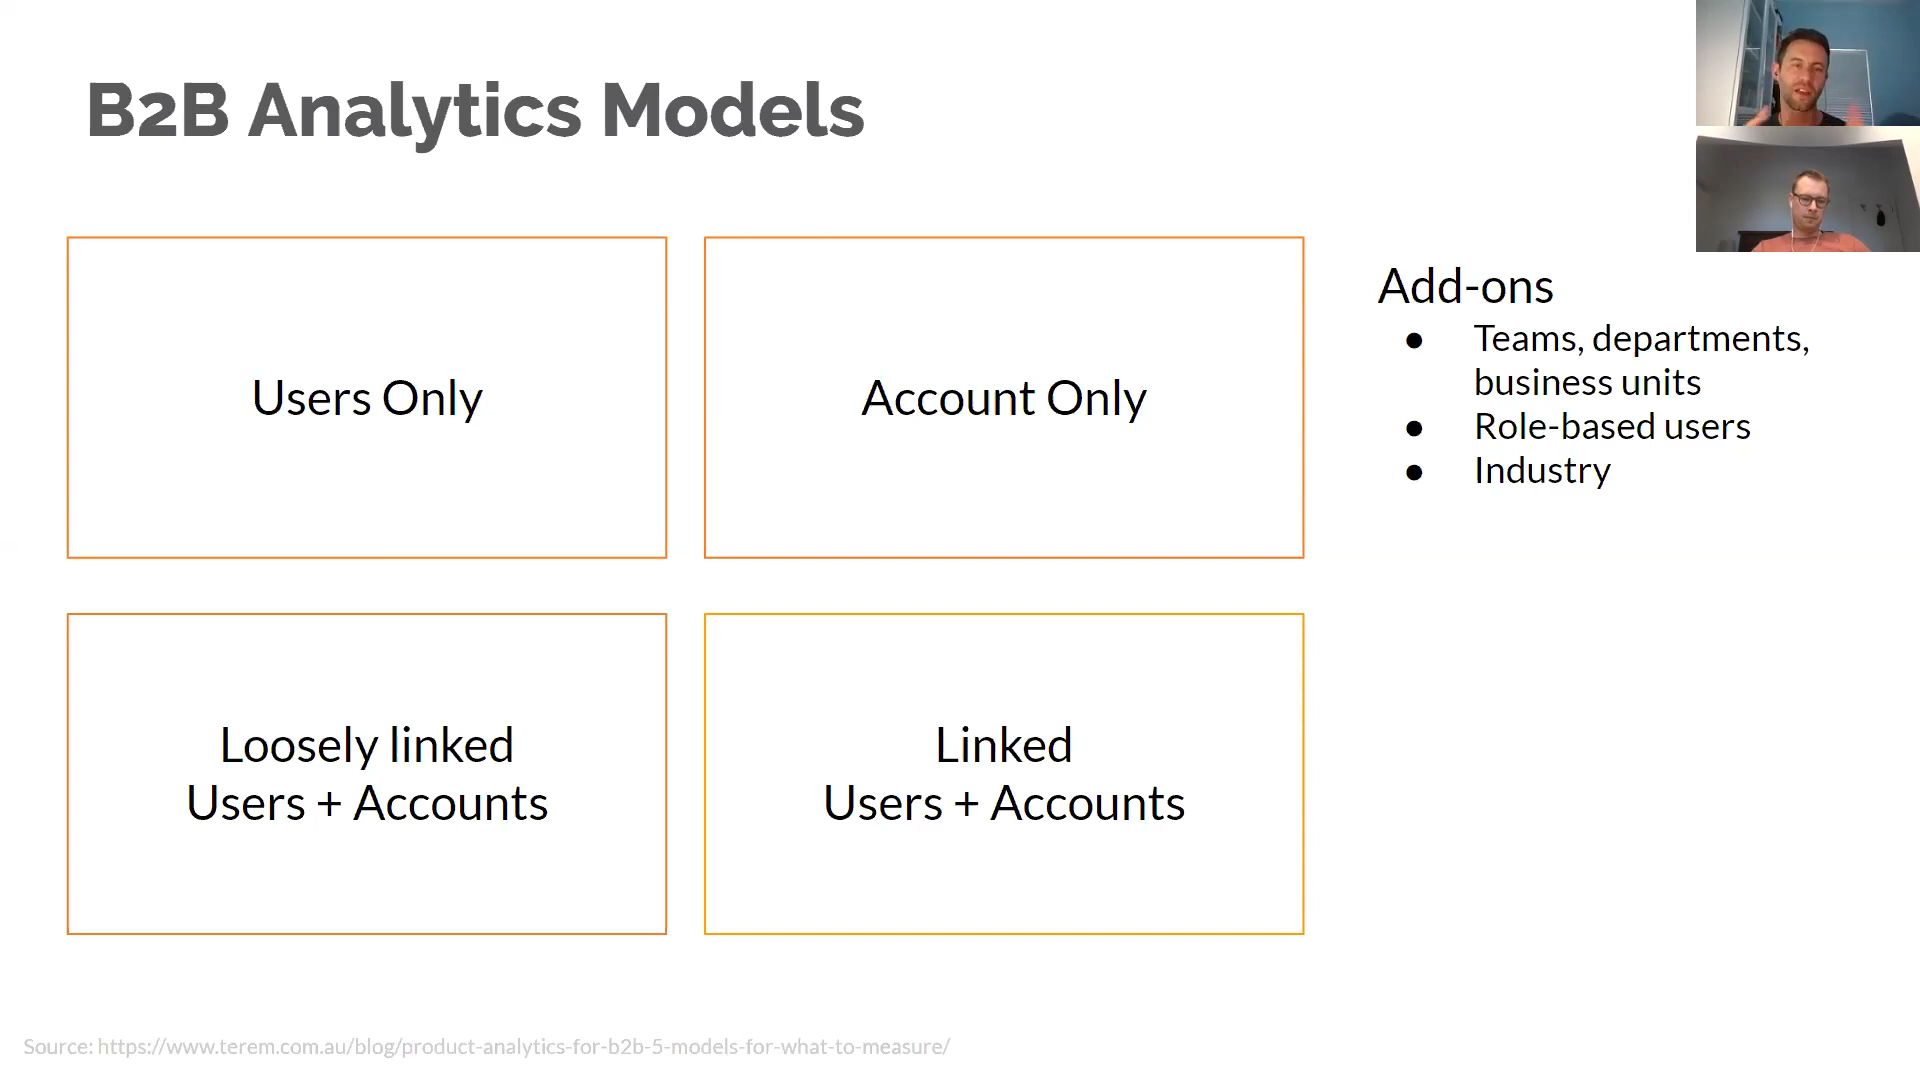 B2B Analytics Models
Users Only
Account Only
Add-ons
● Teams, departments,
business units
● Role-based users
● Industry
Loosely linked
Users + Accounts
Linked
Users + Accounts
Source: https://www.terem.com.au/blog/product-analytics-for-b2b-5-models-for-what-to-measure/